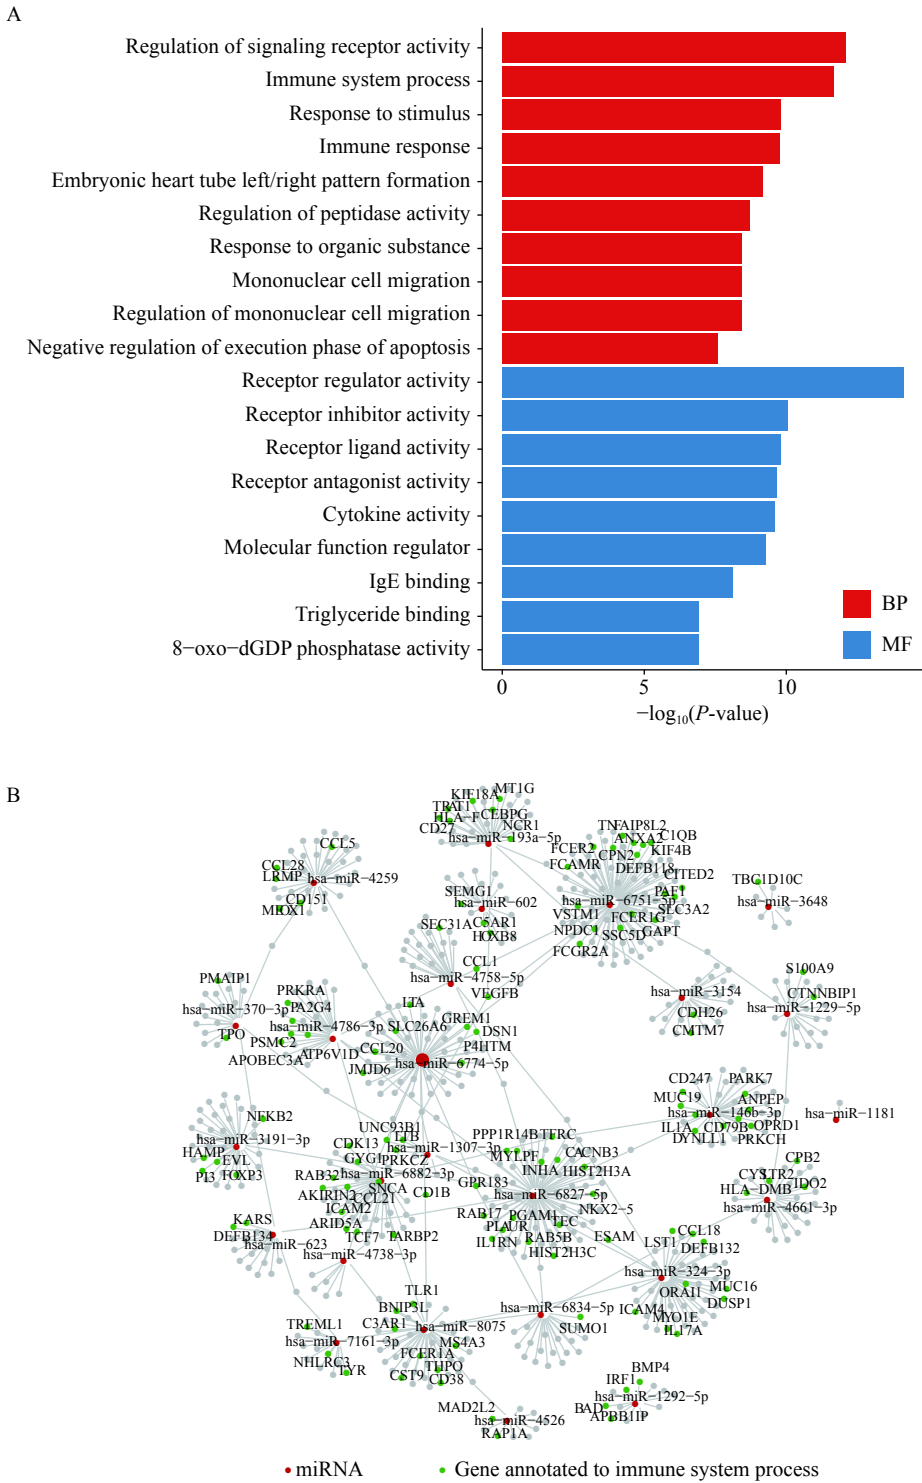 A
Regulation of signaling receptor activity
Immune system process
Response to stimulus
Immune response
Embryonic heart tube left/right pattern formation
Regulation of peptidase activity
Response to organic substance
Mononuclear cell migration
Regulation of mononuclear cell migration
Negative regulation of execution phase of apoptosis
Receptor regulator activity
Receptor inhibitor activity
Receptor ligand activity
Receptor antagonist activity
Cytokine activity
Molecular function regulator
IgE binding
Triglyceride binding
8−oxo−dGDP phosphatase activity
BP
MF
0 5 10
−log10(P-value)
B
KIF18A
MT1G
TRAT1
HLA−F
CEBPG
CD27
NCR1
hsa−miR−193a−5p
CCL5
CCL28
LRMP
hsa−miR−4259
CD151
MIOX1
TNFAIP8L2
ANXA2
C1QB
FCER2
CPN2
KIF4B
FCAMR
DEFB118
CITED2
hsa−miR−6751−5p
PAF1
SLC3A2
VSTM1
FCER1G
NPDC1
GAPT
SSC5D
FCGR2A
TBC1D10C
hsa−miR−3648
SEMG1
hsa−miR−602
SEC31A
C5AR1
HOXB8
CCL1
hsa−miR−4758−5p
VEGFB
PMAIP1
hsa−miR−370−3p
TPO
PRKRA
PA2G4
hsa−miR−4786−3p
PSMC2
APOBEC3A
ATP6V1D
LTA
SLC26A6
GREM1
DSN1
CCL20
P4HTM
hsa−miR−6774−5p
JMJD6
hsa−miR−3154
CDH26
CMTM7
S100A9
CTNNBIP1
hsa−miR−1229−5p
CD247
PARK7
MUC19
ANPEP
hsa−miR−146b−3p
IL1A
CD79B
OPRD1
DYNLL1
PRKCH
hsa−miR−1181
NFKB2
hsa−miR−3191−3p
HAMP
EVL
PI3
FOXP3
UNC93B1
LTB
CDK13
hsa−miR−1307−3p
GYG1
PRKCZ
RAB32
hsa−miR−6882−3p
SNCA
AKIRIN2
CCL21
CD1B
ICAM2
ARID5A
TCF7
TARBP2
PPP1R14B
TFRC
MYLPF
CACNB3
INHA
HIST2H3A
GPR183
hsa−miR−6827−5p
RAB17
PGAM1
NKX2−5
PLAUR
TEC
IL1RN
RAB5B
ESAM
HIST2H3C
CPB2
CYSLTR2
IDO2
HLA−DMB
hsa−miR−4661−3p
KARS
DEFB134
hsa−miR−623
hsa−miR−4738−3p
LST1
CCL18
DEFB132
hsa−miR−324−3p
ORAI1
MUC16
DUSP1
ICAM4
MYO1E
IL17A
TLR1
BNIP3L
C3AR1
hsa−miR−8075
MS4A3
FCER1A
THPO
CST9
CD38
hsa−miR−6834−5p
SUMO1
TREML1
hsa−miR−7161−3p
NHLRC3
TYR
MAD2L2
hsa−miR−4526
RAP1A
BMP4
IRF1
hsa−miR−1292−5p
BAD
APBB1IP
miRNA
Gene annotated to immune system process